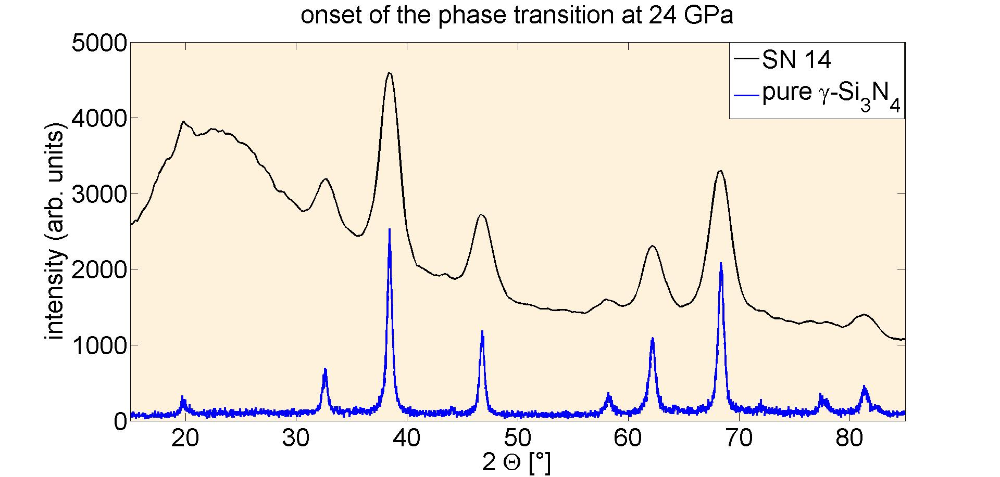 onset of the phase transition at 24 GPa
5000
4000
3000
2000
1000
0
intensity (arb. units)
SN 14
pure γ-Si₃N₄
20 30 40 50 60 70 80
2 Θ [°]